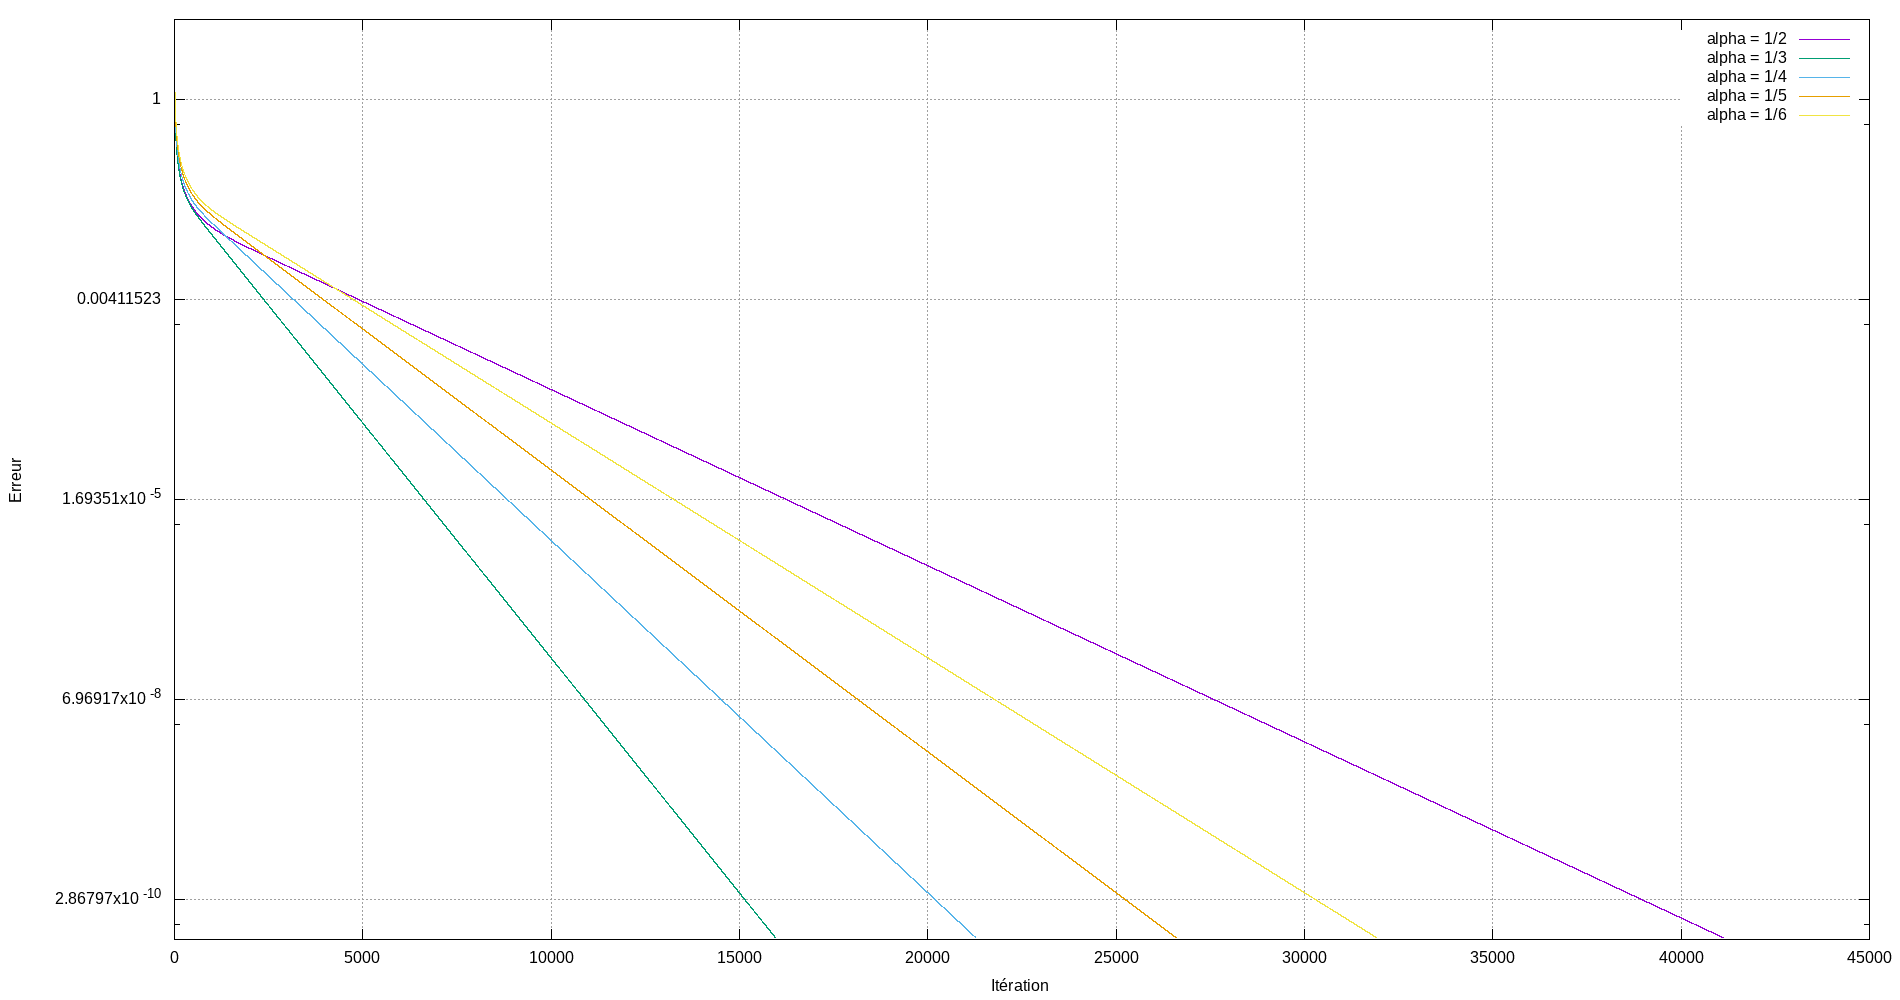 alpha = 1/2
alpha = 1/3
alpha = 1/4
alpha = 1/5
alpha = 1/6
1
0.00411523
1.69351x10 -5
6.96917x10 -8
2.86797x10 -10
Erreur
0 5000 10000 15000 20000 25000 30000 35000 40000 45000
Itération